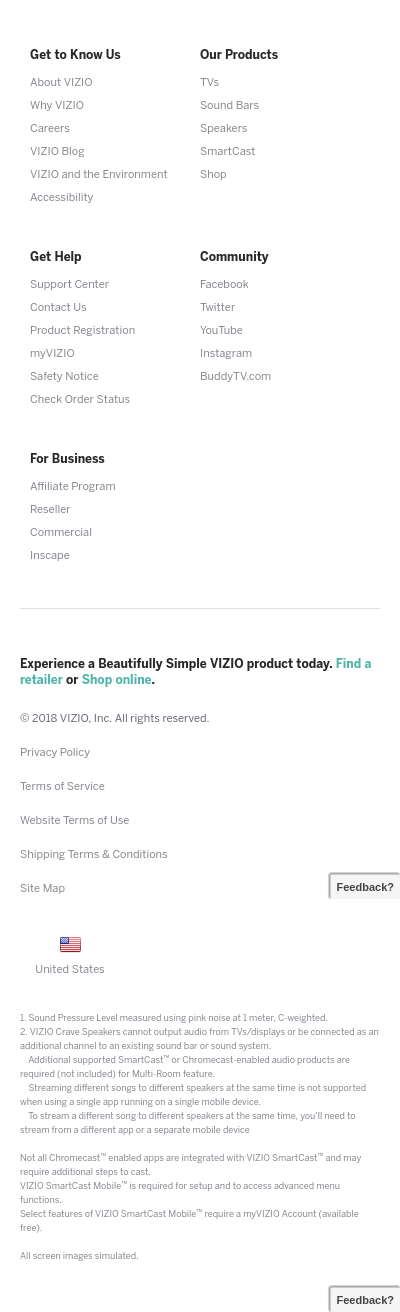 Get to Know Us
About VIZIO
Why VIZIO
Careers
VIZIO Blog
VIZIO and the Environment
Accessibility
Our Products
TVs
Sound Bars
Speakers
SmartCast
Shop
Get Help
Support Center
Contact Us
Product Registration
myVIZIO
Safety Notice
Check Order Status
Community
Facebook
Twitter
YouTube
Instagram
BuddyTV.com
For Business
Affiliate Program
Reseller
Commercial
Inscape
Experience a Beautifully Simple VIZIO product today. Find a
retailer or Shop online.
© 2018 VIZIO, Inc. All rights reserved.
Privacy Policy
Terms of Service
Website Terms of Use
Shipping Terms & Conditions
Site Map
Feedback?
United States
1. Sound Pressure Level measured using pink noise at 1 meter, C-weighted.
2. VIZIO Crave Speakers cannot output audio from TVs/displays or be connected as an
additional channel to an existing sound bar or sound system.
Additional supported SmartCast™ or Chromecast-enabled audio products are
required (not included) for Multi-Room feature.
Streaming different songs to different speakers at the same time is not supported
when using a single app running on a single mobile device.
To stream a different song to different speakers at the same time, you'll need to
stream from a different app or a separate mobile device
Not all Chromecast™ enabled apps are integrated with VIZIO SmartCast™ and may
require additional steps to cast.
VIZIO SmartCast Mobile™ is required for setup and to access advanced menu
functions.
Select features of VIZIO SmartCast Mobile™ require a myVIZIO Account (available
free).
All screen images simulated.
Feedback?